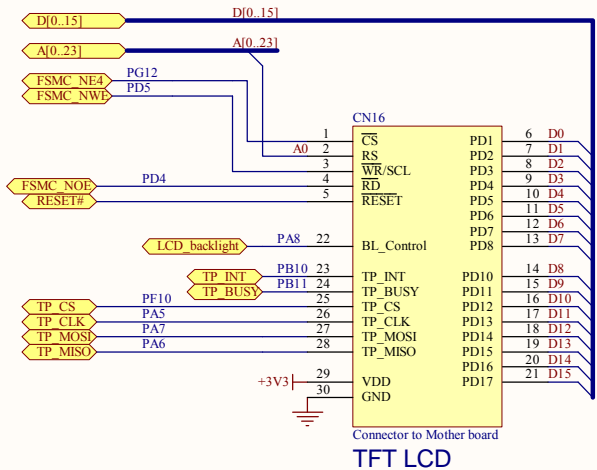 D[0..15] D[0..15]
A[0..23] A[0..23]
FSMC_NE4 PG12
FSMC_NWE PD5
CN16
1 CS PD1 6 D0
A0 2 RS PD2 7 D1
3 WR/SCL PD3 8 D2
FSMC_NOE PD4 4 RD PD4 9 D3
RESET# 5 RESET PD5 10 D4
PD6 11 D5
PD7 12 D6
LCD_backlight PA8 22 BL_Control PD8 13 D7
TP_INT PB10 23 TP_INT PD10 14 D8
TP_BUSY PB11 24 TP_BUSY PD11 15 D9
TP_CS PF10 25 TP_CS PD12 16 D10
TP_CLK PA5 26 TP_CLK PD13 17 D11
TP_MOSI PA7 27 TP_MOSI PD14 18 D12
TP_MISO PA6 28 TP_MISO PD15 19 D13
PD16 20 D14
+3V3 29 VDD PD17 21 D15
30 GND
Connector to Mother board
TFT LCD